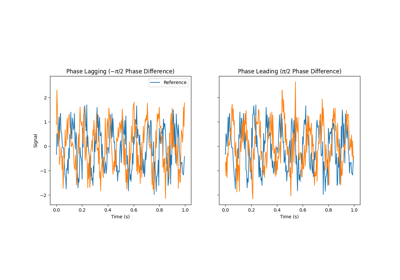 Phase Lagging (−π/2 Phase Difference)
Reference
2
1
0
−1
−2
Signal
0.0 0.2 0.4 0.6 0.8 1.0
Time (s)
Phase Leading (π/2 Phase Difference)
0.0 0.2 0.4 0.6 0.8 1.0
Time (s)